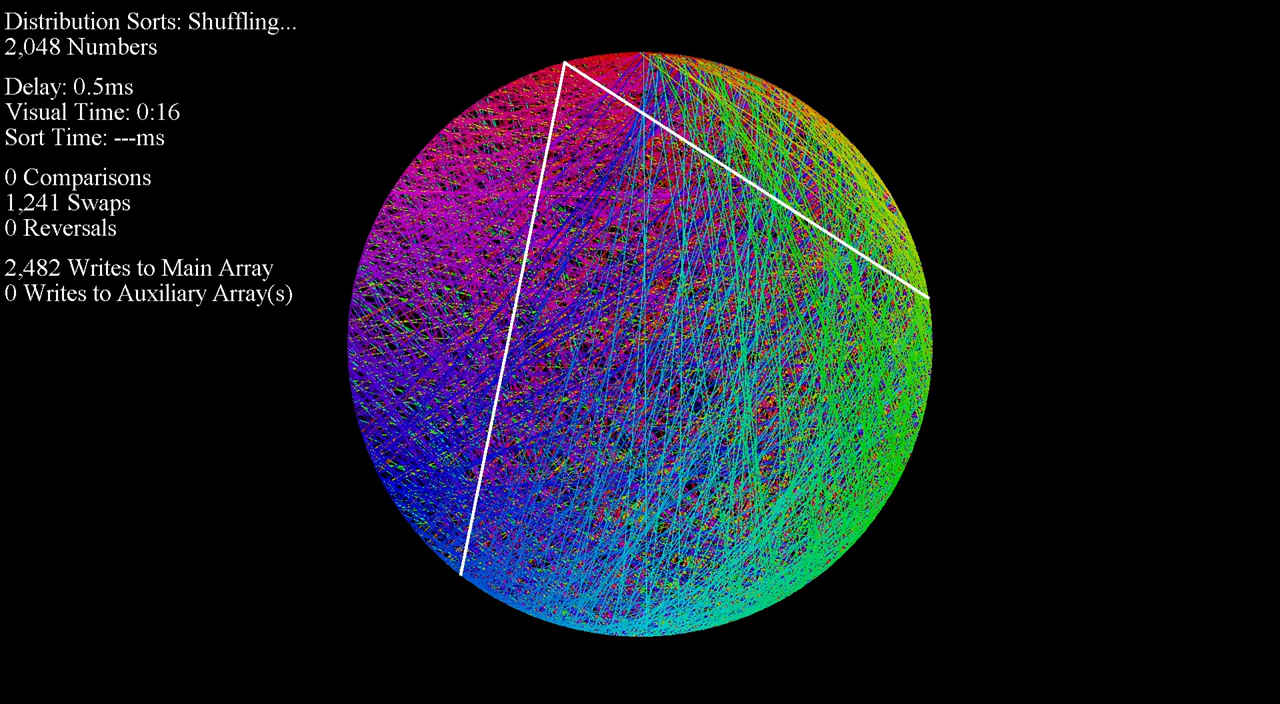 Distribution Sorts: Shuffling...
2,048 Numbers
Delay: 0.5ms
Visual Time: 0:16
Sort Time: ---ms
0 Comparisons
1,241 Swaps
0 Reversals
2,482 Writes to Main Array
0 Writes to Auxiliary Array(s)